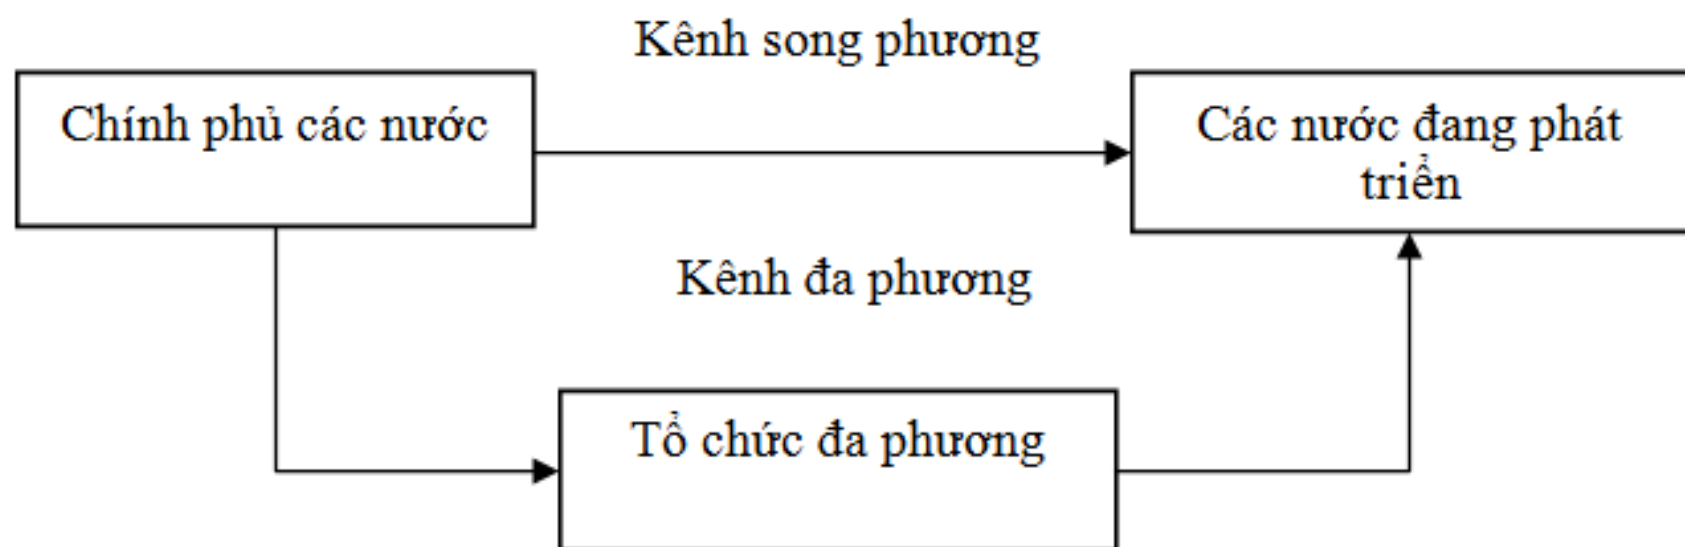 Kênh song phương
Chính phủ các nước
Các nước đang phát
triển
Kênh đa phương
Tổ chức đa phương